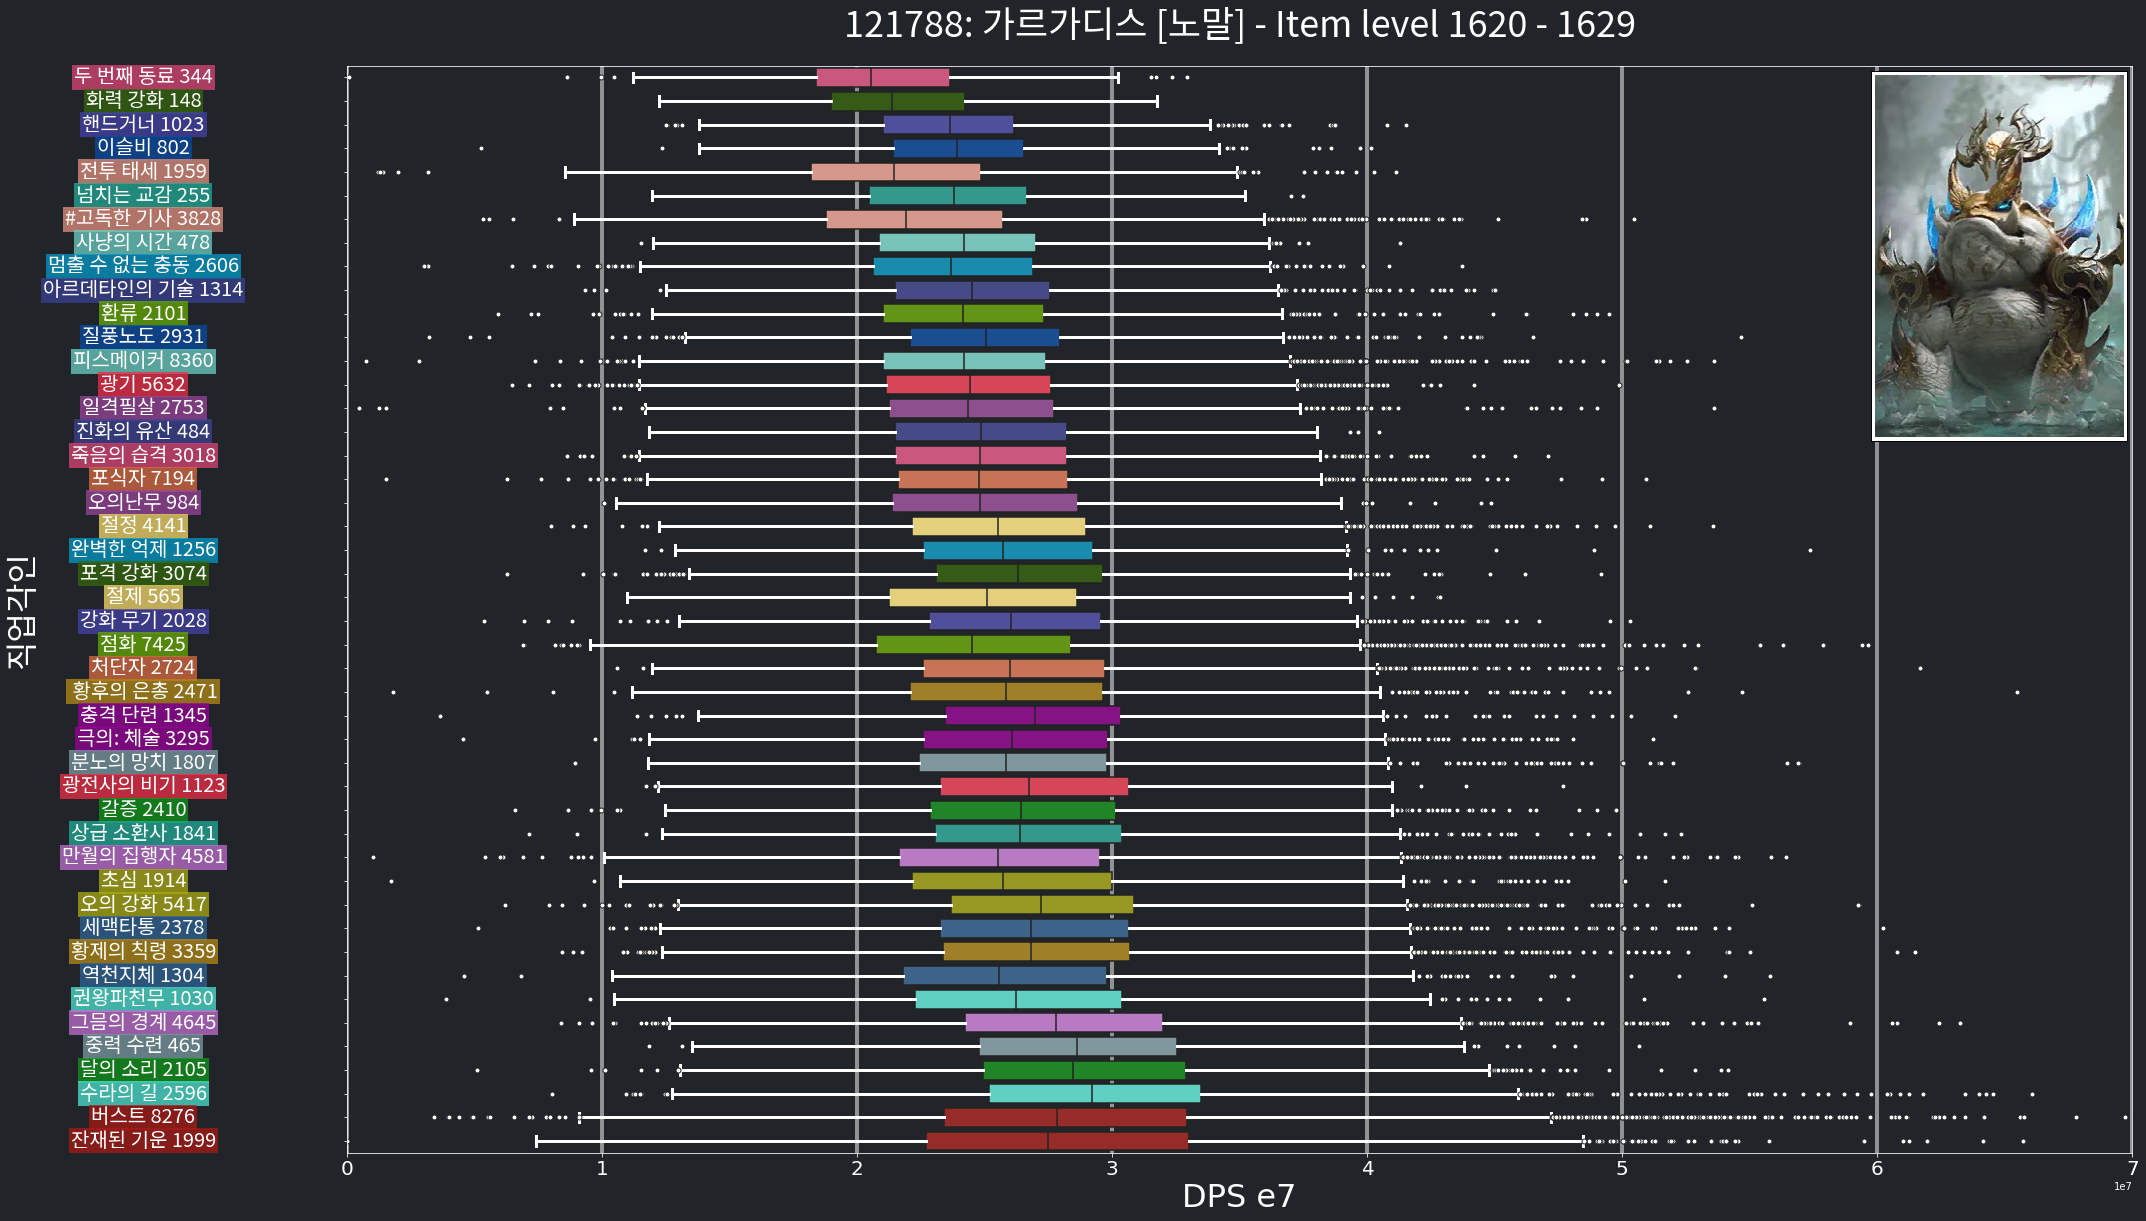 121788: 가르가디스 [노말] - Item level 1620 - 1629
직업각인
두 번째 동료 344
화력 강화 148
핸드거너 1023
이슬비 802
전투 태세 1959
넘치는 교감 255
#고독한 기사 3828
사냥의 시간 478
멈출 수 없는 충동 2606
아르데타인의 기술 1314
환류 2101
질풍노도 2931
피스메이커 8360
광기 5632
일격필살 2753
진화의 유산 484
죽음의 습격 3018
포식자 7194
오의난무 984
절정 4141
완벽한 억제 1256
포격 강화 3074
절제 565
강화 무기 2028
점화 7425
처단자 2724
황후의 은총 2471
충격 단련 1345
극의: 체술 3295
분노의 망치 1807
광전사의 비기 1123
갈증 2410
상급 소환사 1841
만월의 집행자 4581
초심 1914
오의 강화 5417
세맥타통 2378
황제의 칙령 3359
역천지체 1304
권왕파천무 1030
그믐의 경계 4645
중력 수련 465
달의 소리 2105
수라의 길 2596
버스트 8276
잔재된 기운 1999
0 1 2 3 4 5 6 7
1e7
DPS e7